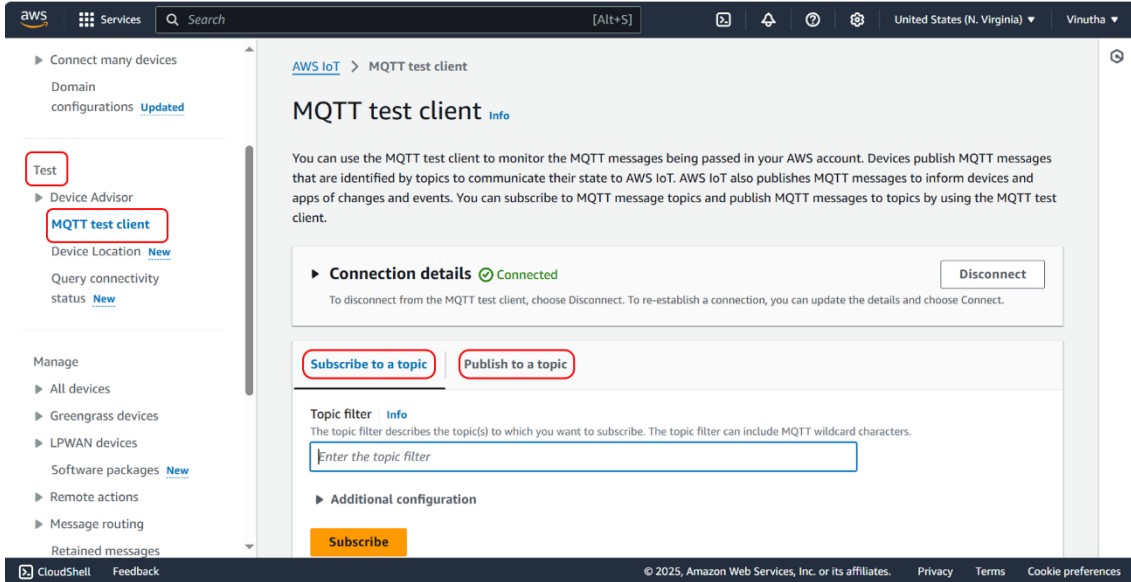 aws
Services
Search [Alt+S]
United States (N. Virginia) ▼
Vinutha ▼
Connect many devices
Domain
configurations Updated
Test
Device Advisor
MQTT test client
Device Location New
Query connectivity
status New
Manage
All devices
Greengrass devices
LPWAN devices
Software packages New
Remote actions
Message routing
Retained messages
AWS IoT > MQTT test client
MQTT test client Info
You can use the MQTT test client to monitor the MQTT messages being passed in your AWS account. Devices publish MQTT messages
that are identified by topics to communicate their state to AWS IoT. AWS IoT also publishes MQTT messages to inform devices and
apps of changes and events. You can subscribe to MQTT message topics and publish MQTT messages to topics by using the MQTT test
client.
Connection details Connected
Disconnect
To disconnect from the MQTT test client, choose Disconnect. To re-establish a connection, you can update the details and choose Connect.
Subscribe to a topic
Publish to a topic
Topic filter Info
The topic filter describes the topic(s) to which you want to subscribe. The topic filter can include MQTT wildcard characters.
Enter the topic filter
Additional configuration
Subscribe
CloudShell
Feedback
© 2025, Amazon Web Services, Inc. or its affiliates.
Privacy
Terms
Cookie preferences